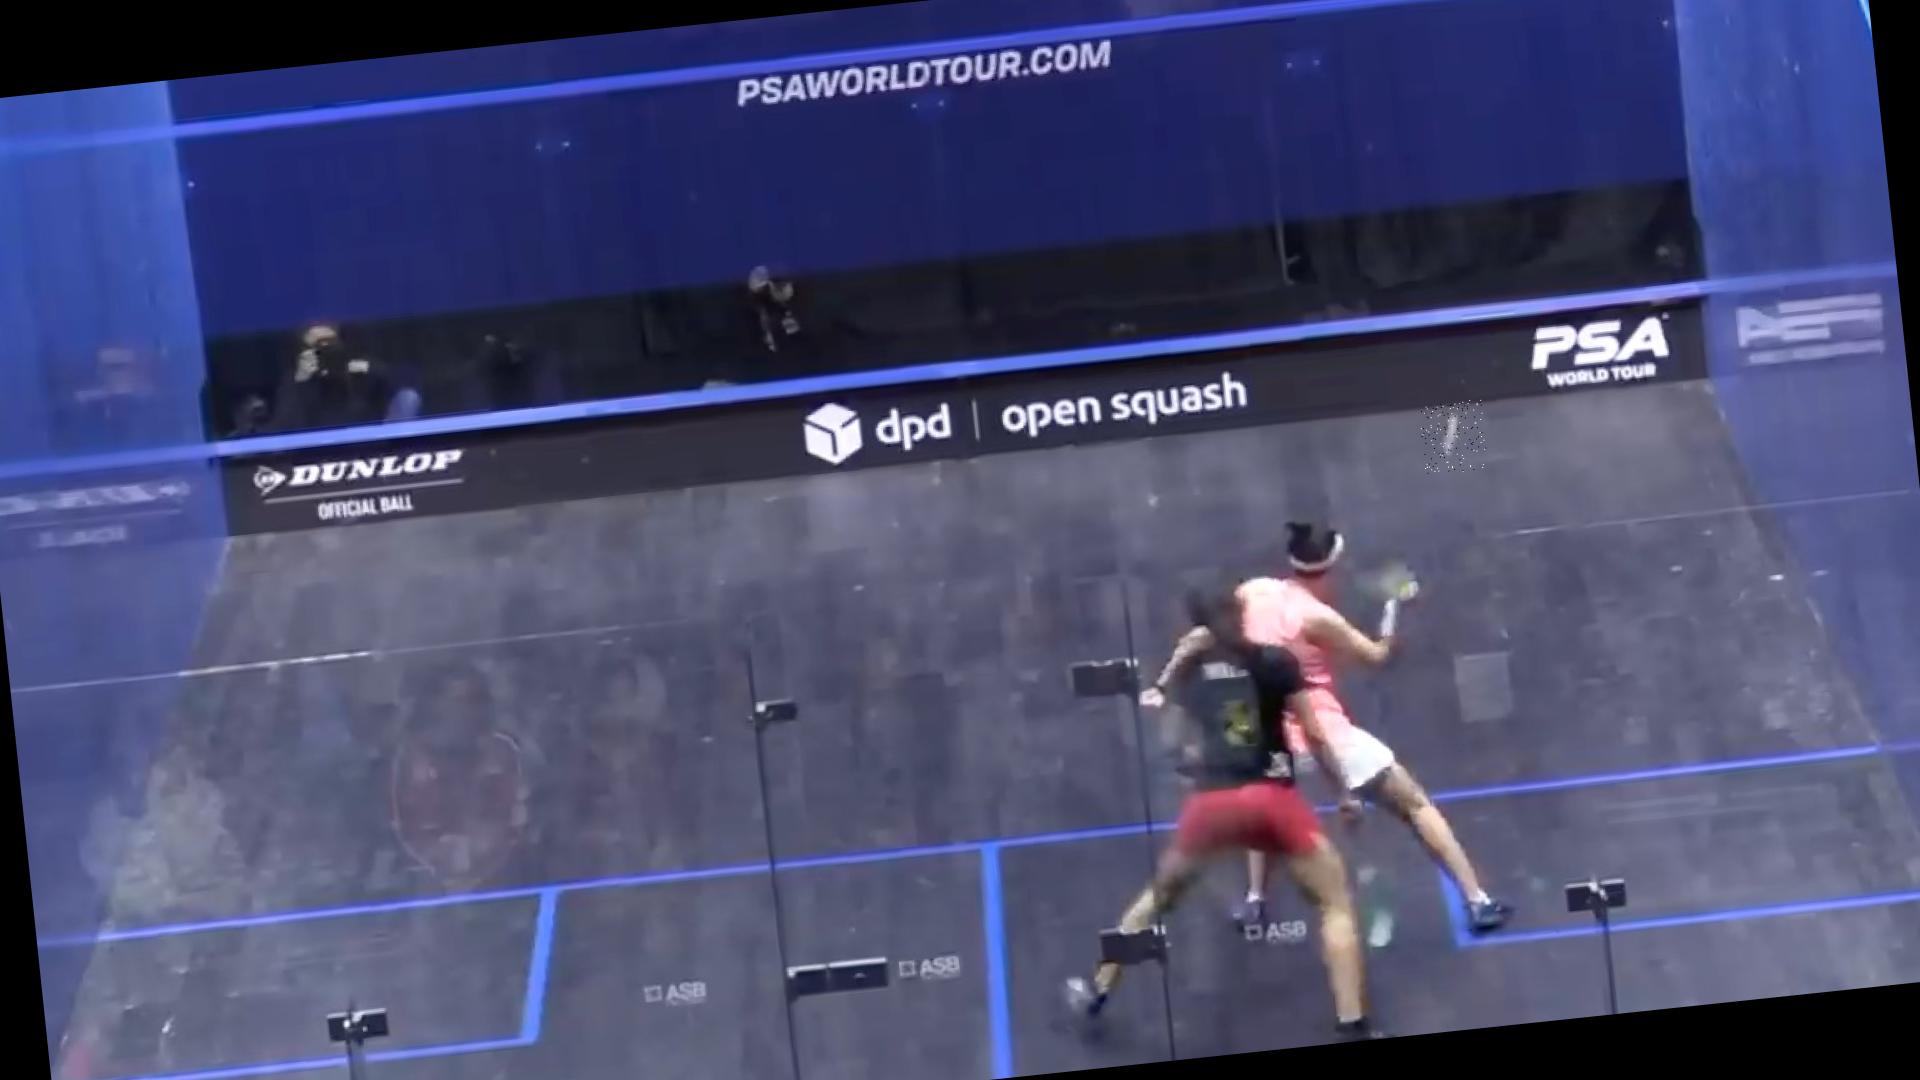 PSAWORLDTOUR.COM
PSA
WORLD TOUR
dpd | open squash
DUNLOP
OFFICIAL BALL
ASB
ASB
ASB